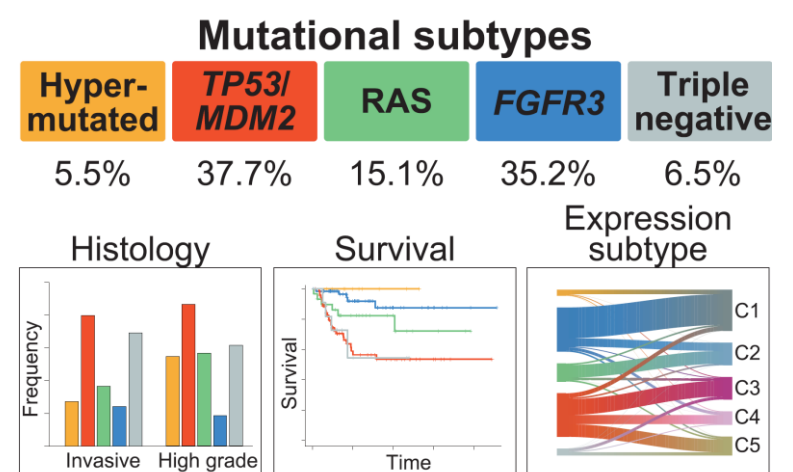 Mutational subtypes
Hyper-
mutated
TP53/
MDM2
RAS
FGFR3
Triple
negative
5.5%
37.7%
15.1%
35.2%
6.5%
Histology
Frequency
Invasive
High grade
Survival
Survival
Time
Expression
subtype
C1
C2
C3
C4
C5